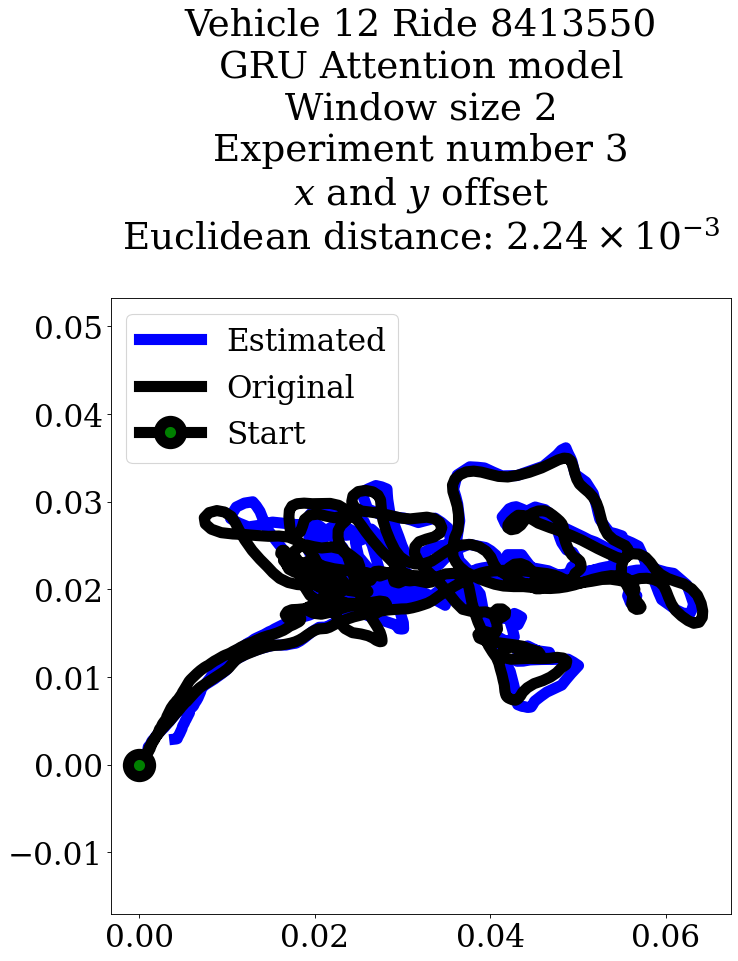 Vehicle 12 Ride 8413550
GRU Attention model
Window size 2
Experiment number 3
x and y offset
Euclidean distance: 2.24 × 10⁻³
Estimated
Original
Start
0.05
0.04
0.03
0.02
0.01
0.00
−0.01
0.00 0.02 0.04 0.06